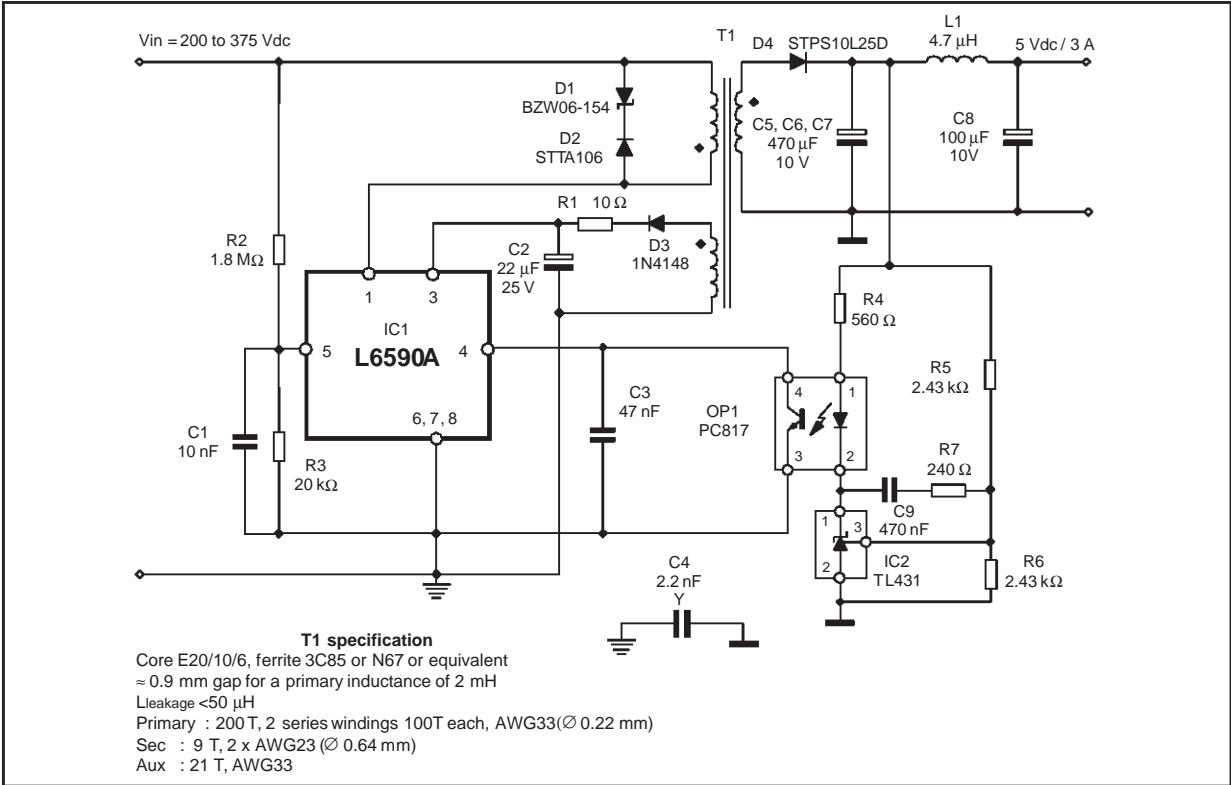 Vin = 200 to 375 Vdc
T1
D4
STPS10L25D
L1
4.7 µH
5 Vdc / 3 A
D1
BZW06-154
D2
STTA106
C5, C6, C7
470 µF
10 V
C8
100 µF
10V
R1
10 Ω
D3
1N4148
C2
22 µF
25 V
R2
1.8 MΩ
1
3
IC1
L6590A
5
4
6, 7, 8
C1
10 nF
R3
20 kΩ
C3
47 nF
OP1
PC817
4
1
3
2
R4
560 Ω
R5
2.43 kΩ
R7
240 Ω
C9
470 nF
1
3
2
IC2
TL431
R6
2.43 kΩ
C4
2.2 nF
Y
T1 specification
Core E20/10/6, ferrite 3C85 or N67 or equivalent
≈ 0.9 mm gap for a primary inductance of 2 mH
Lleakage <50 µH
Primary : 200 T, 2 series windings 100T each, AWG33 (∅ 0.22 mm)
Sec : 9 T, 2 x AWG23 (∅ 0.64 mm)
Aux : 21 T, AWG33